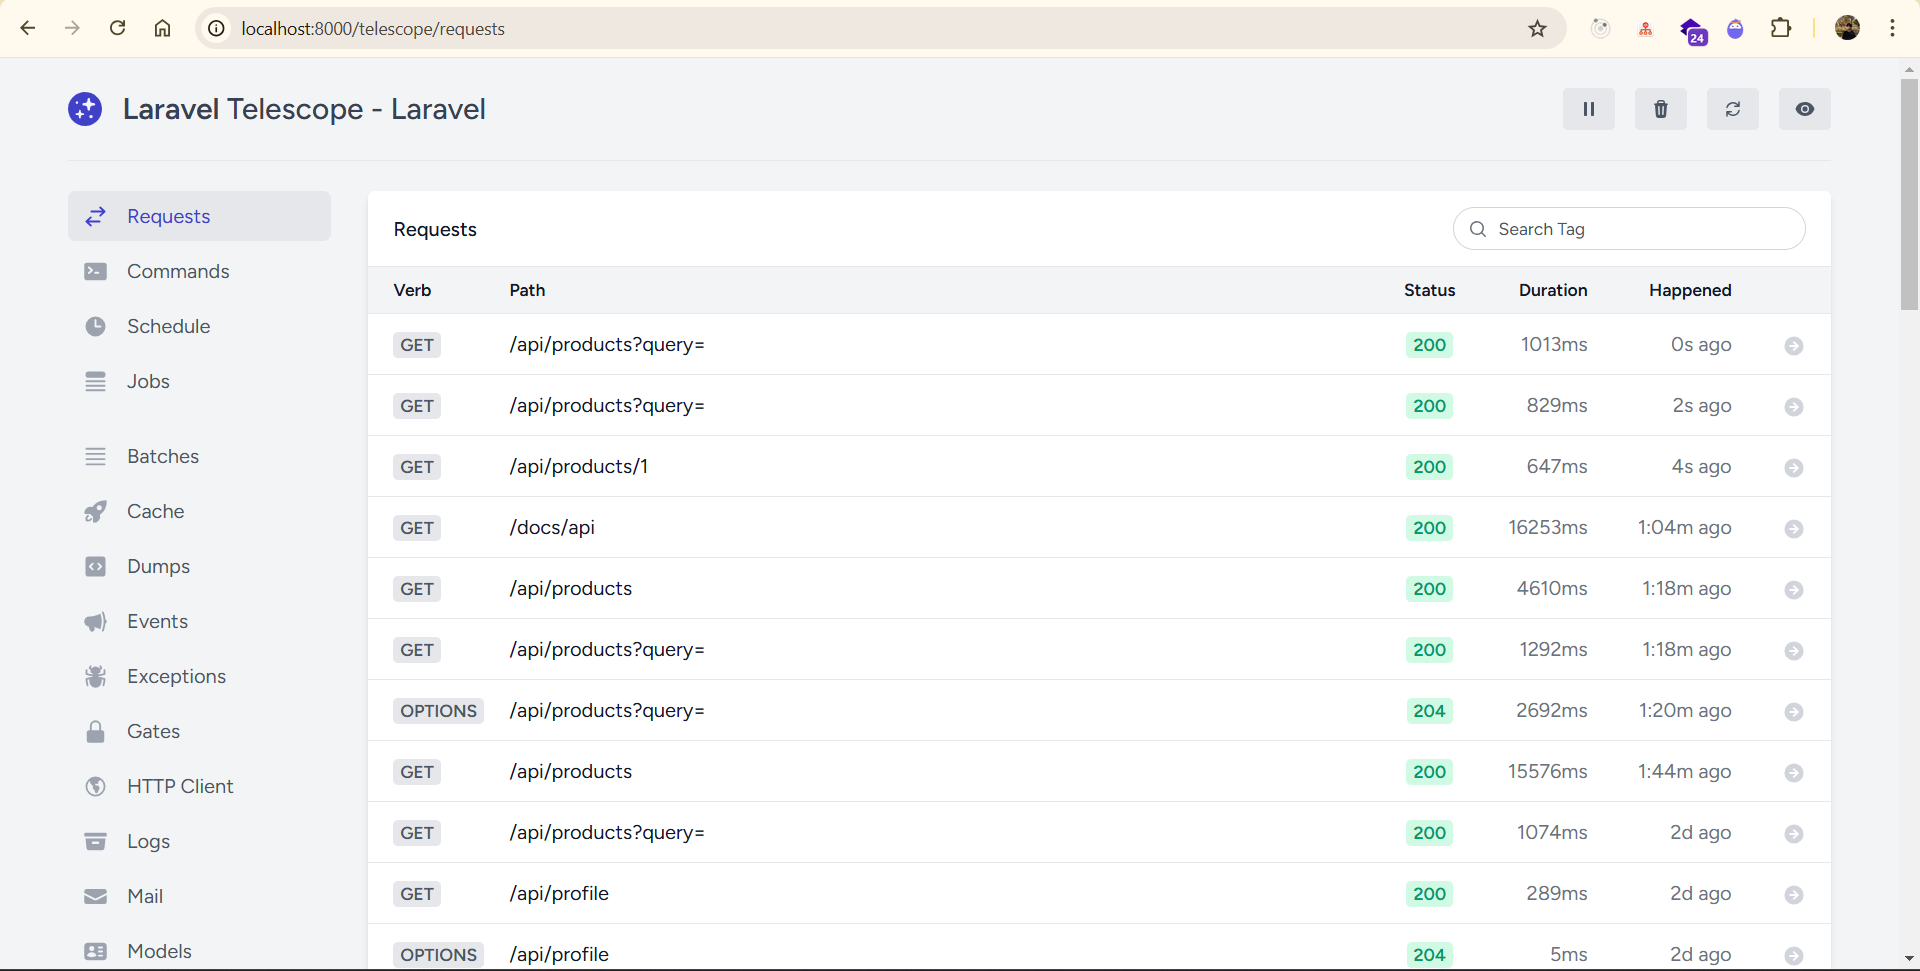 localhost:8000/telescope/requests
24
Laravel Telescope - Laravel
Requests
Commands
Schedule
Jobs
Batches
Cache
Dumps
Events
Exceptions
Gates
HTTP Client
Logs
Mail
Models
Requests
Search Tag
Verb Path Status Duration Happened
GET /api/products?query= 200 1013ms 0s ago
GET /api/products?query= 200 829ms 2s ago
GET /api/products/1 200 647ms 4s ago
GET /docs/api 200 16253ms 1:04m ago
GET /api/products 200 4610ms 1:18m ago
GET /api/products?query= 200 1292ms 1:18m ago
OPTIONS /api/products?query= 204 2692ms 1:20m ago
GET /api/products 200 15576ms 1:44m ago
GET /api/products?query= 200 1074ms 2d ago
GET /api/profile 200 289ms 2d ago
OPTIONS /api/profile 204 5ms 2d ago